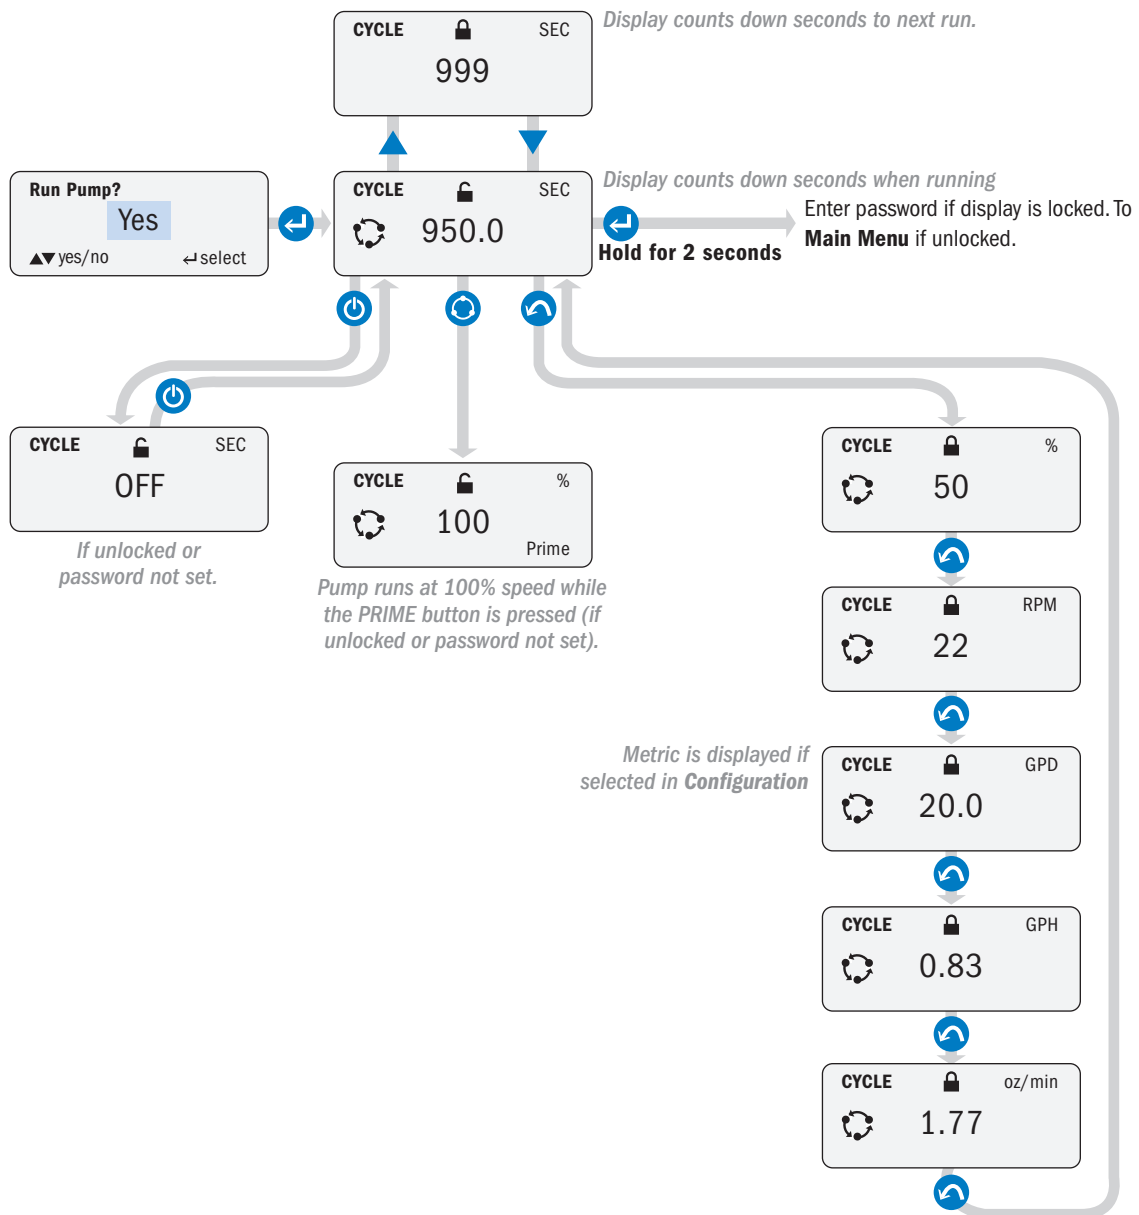 CYCLE SEC
999
Display counts down seconds to next run.
Run Pump?
Yes
▲▼ yes/no ↵ select
CYCLE SEC
950.0
Display counts down seconds when running
Hold for 2 seconds
Enter password if display is locked. To
Main Menu if unlocked.
CYCLE SEC
OFF
If unlocked or
password not set.
CYCLE %
100
Prime
Pump runs at 100% speed while
the PRIME button is pressed (if
unlocked or password not set).
CYCLE %
50
CYCLE RPM
22
Metric is displayed if
selected in Configuration
CYCLE GPD
20.0
CYCLE GPH
0.83
CYCLE oz/min
1.77